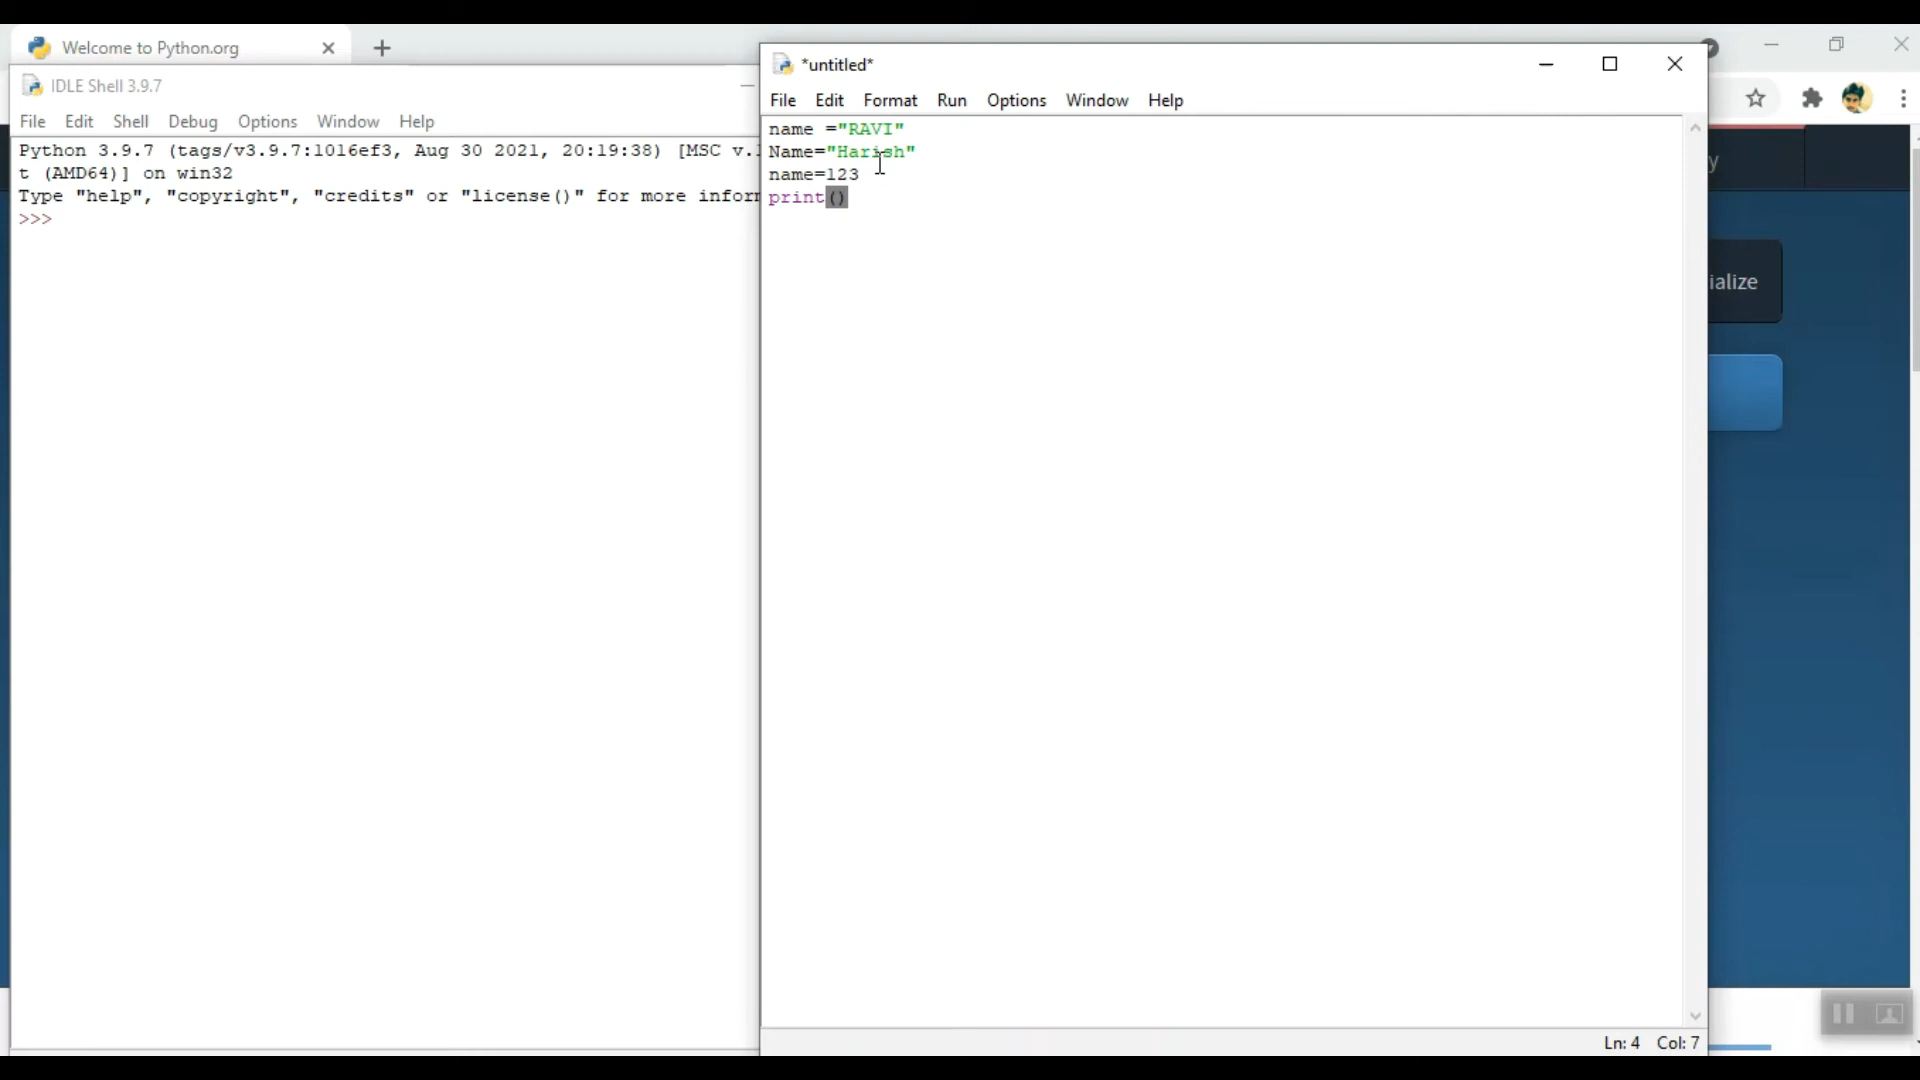 Welcome to Python.org
IDLE Shell 3.9.7
File Edit Shell Debug Options Window Help
Python 3.9.7 (tags/v3.9.7:1016ef3, Aug 30 2021, 20:19:38) [MSC v.
t (AMD64)] on win32
Type "help", "copyright", "credits" or "license()" for more infor
>>>
*untitled*
File Edit Format Run Options Window Help
name ="RAVI"
Name="Harish"
name=123
print()
y
ialize
Ln: 4 Col: 7